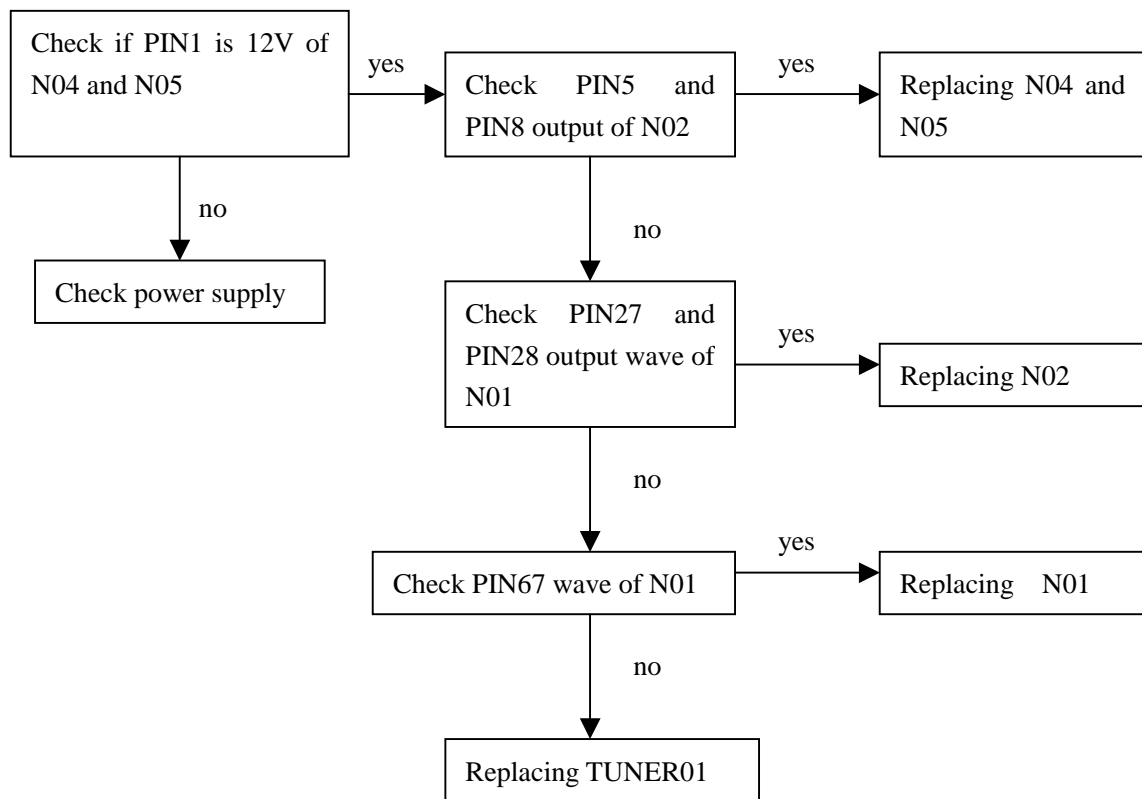 Check if PIN1 is 12V of
N04 and N05
yes
Check PIN5 and
PIN8 output of N02
yes
Replacing N04 and
N05
no
no
Check power supply
Check PIN27 and
PIN28 output wave of
N01
yes
Replacing N02
no
Check PIN67 wave of N01
yes
Replacing N01
no
Replacing TUNER01